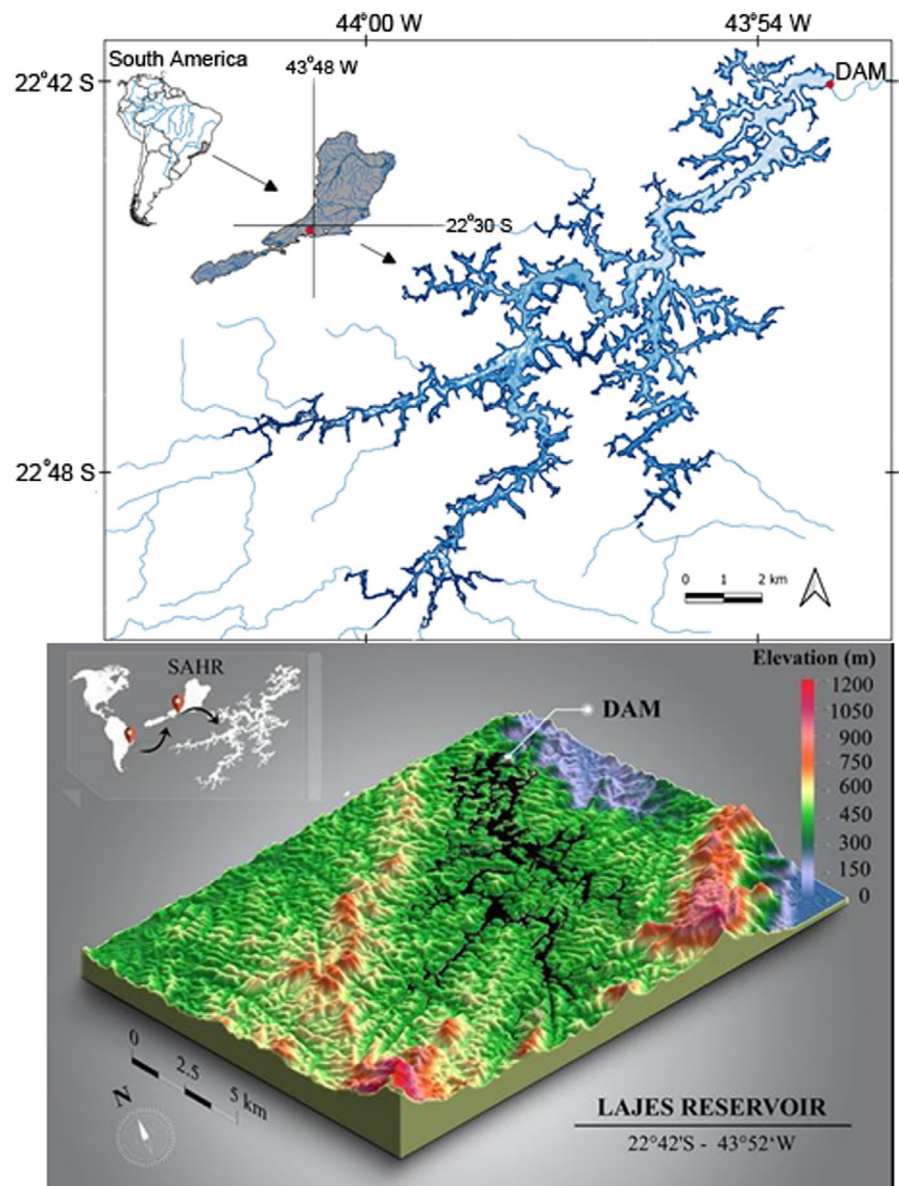 44°00 W
43°54 W
South America
43°48 W
22°42 S
DAM
22°30 S
22°48 S
0 1 2 km
SAHR
Elevation (m)
DAM
1200
1050
900
750
600
450
300
150
0
0
2.5
5 km
N
LAJES RESERVOIR
22°42'S - 43°52‘W